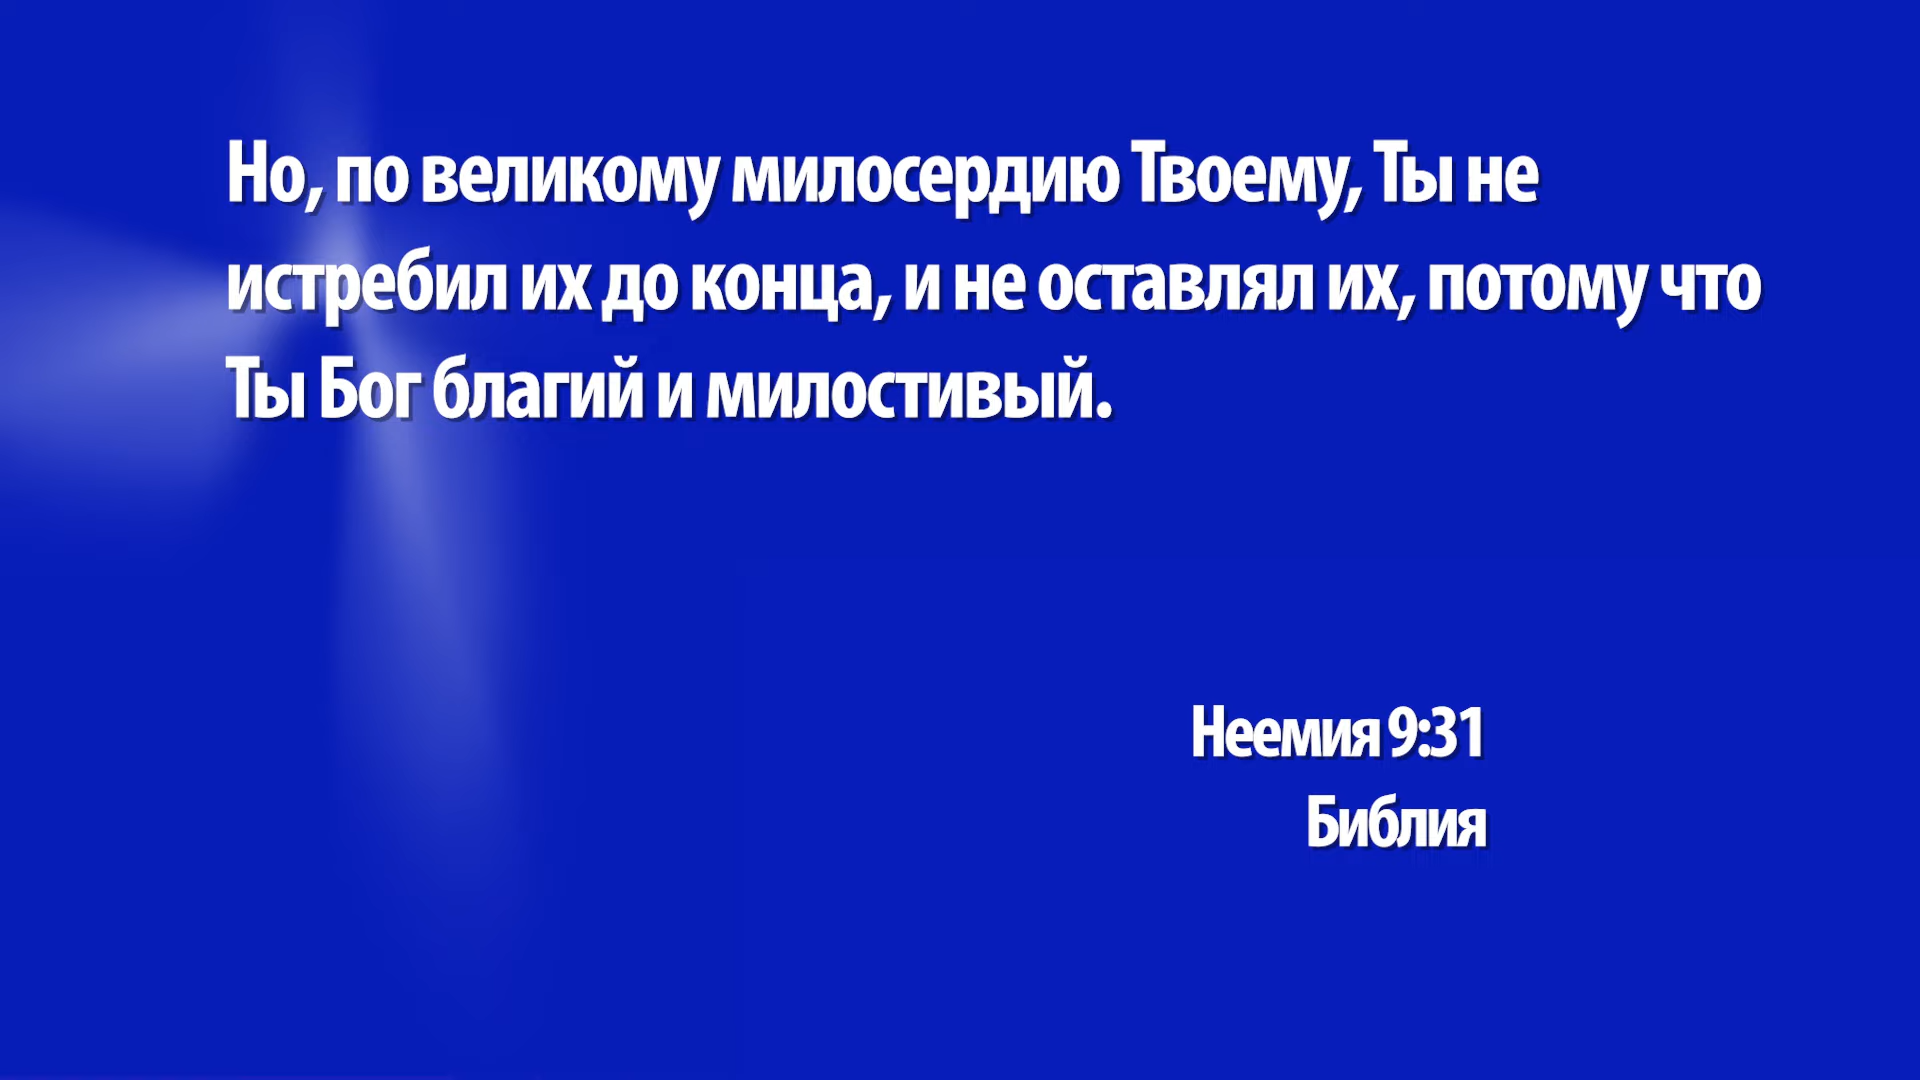 Но, по великому милосердию Твоему, Ты не
истребил их до конца, и не оставлял их, потому что
Ты Бог благий и милостивый.
Неемия 9:31
Библия